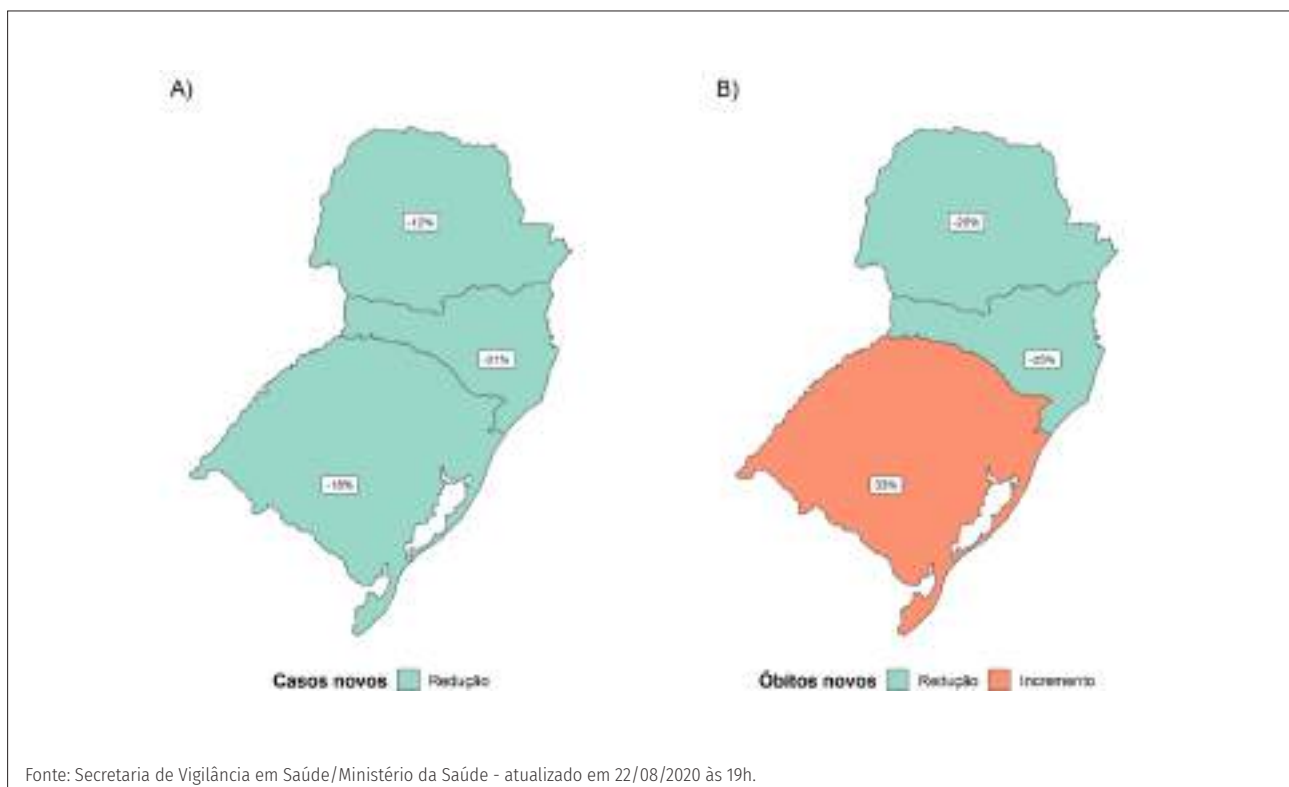 A)
B)
33%
Casos novos Redução
Óbitos novos Redução Incremento
Fonte: Secretaria de Vigilância em Saúde/Ministério da Saúde - atualizado em 22/08/2020 às 19h.